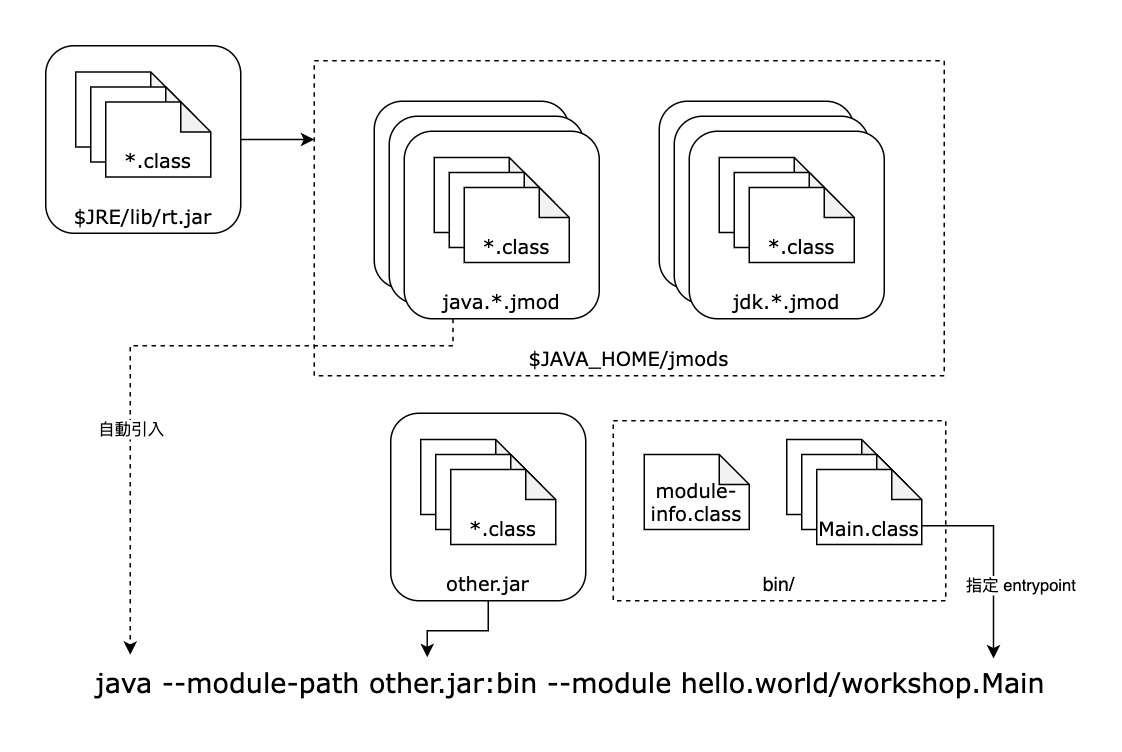 *.class
$JRE/lib/rt.jar
*.class
java.*.jmod
*.class
jdk.*.jmod
$JAVA_HOME/jmods
自動引入
*.class
other.jar
module-
info.class
Main.class
bin/
指定 entrypoint
java --module-path other.jar:bin --module hello.world/workshop.Main